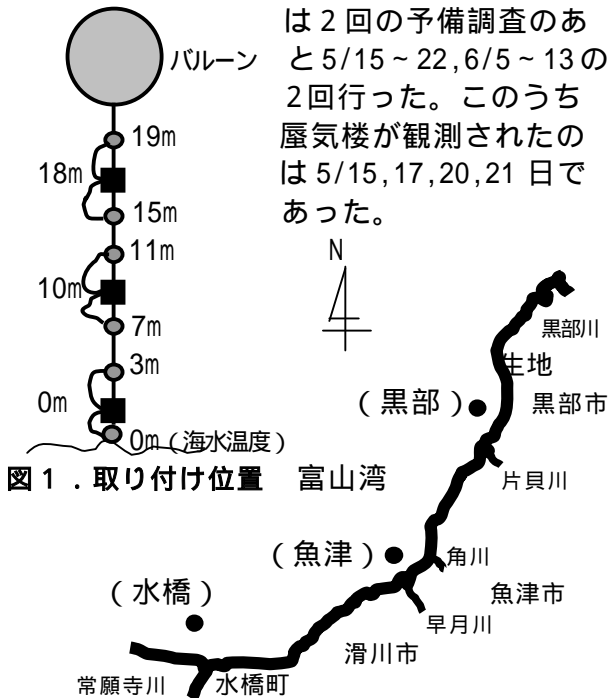 は２回の予備調査のあ
と 5/15 ~ 22 , 6/5 ~ 13 の
２回行った。このうち
蜃気楼が観測されたの
は 5/15, 17, 20, 21 日で
あった。
バルーン
19ｍ
18ｍ
15ｍ
11ｍ
10ｍ
7ｍ
3ｍ
0ｍ
0ｍ（海水温度）
図１．取り付け位置
富山湾
N
黒部川
生地
（黒部）
黒部市
片貝川
（魚津）
角川
魚津市
早月川
（水橋）
滑川市
常願寺川
水橋町